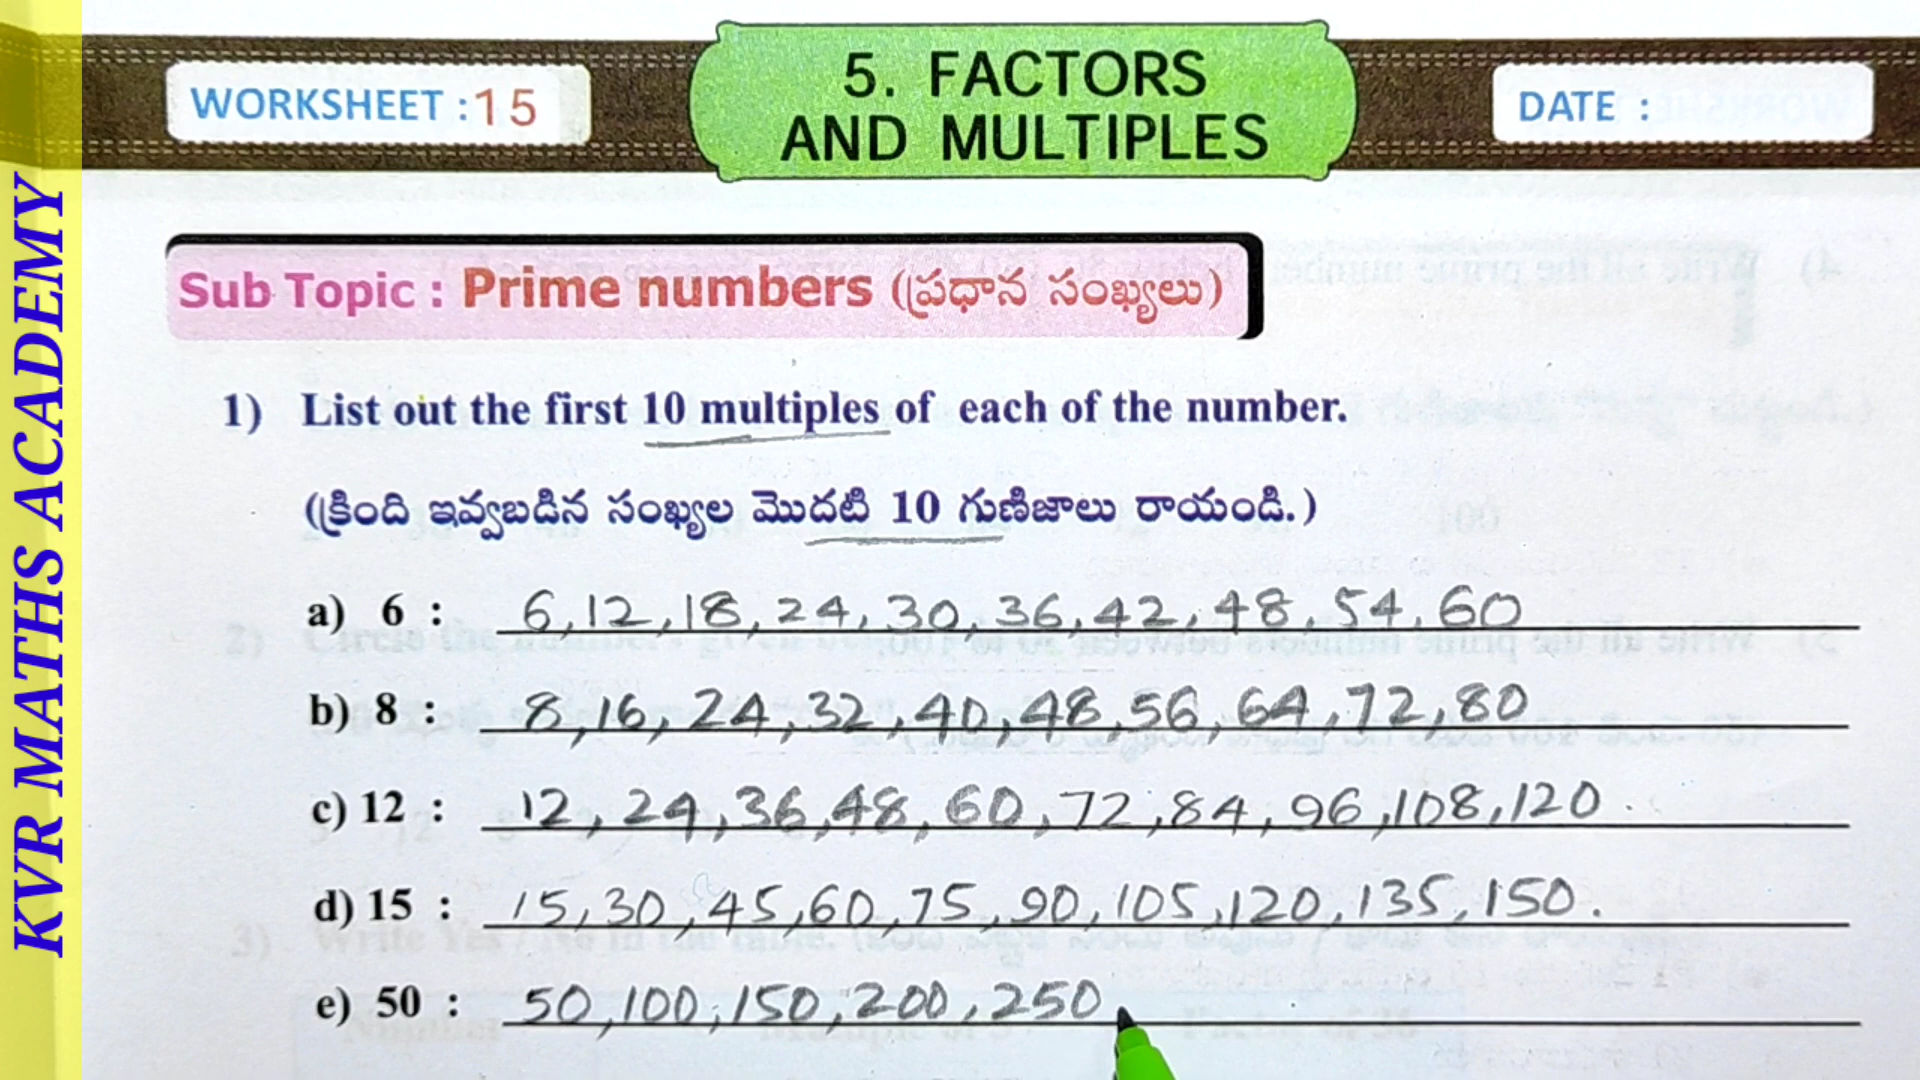 KVR MATHS ACADEMY
WORKSHEET :15
5. FACTORS
AND MULTIPLES
DATE :
Sub Topic : Prime numbers (ప్రధాన సంఖ్యలు)
1) List out the first 10 multiples of each of the number.
(క్రింది ఇవ్వబడిన సంఖ్యల మొదటి 10 గుణిజాలు రాయండి.)
a) 6 : 6,12,18,24,30,36,42,48,54,60
b) 8 : 8,16,24,32,40,48,56,64,72,80
c) 12 : 12,24,36,48,60,72,84,96,108,120.
d) 15 : 15,30,45,60,75,90,105,120,135,150.
e) 50 : 50,100,150,200,250,